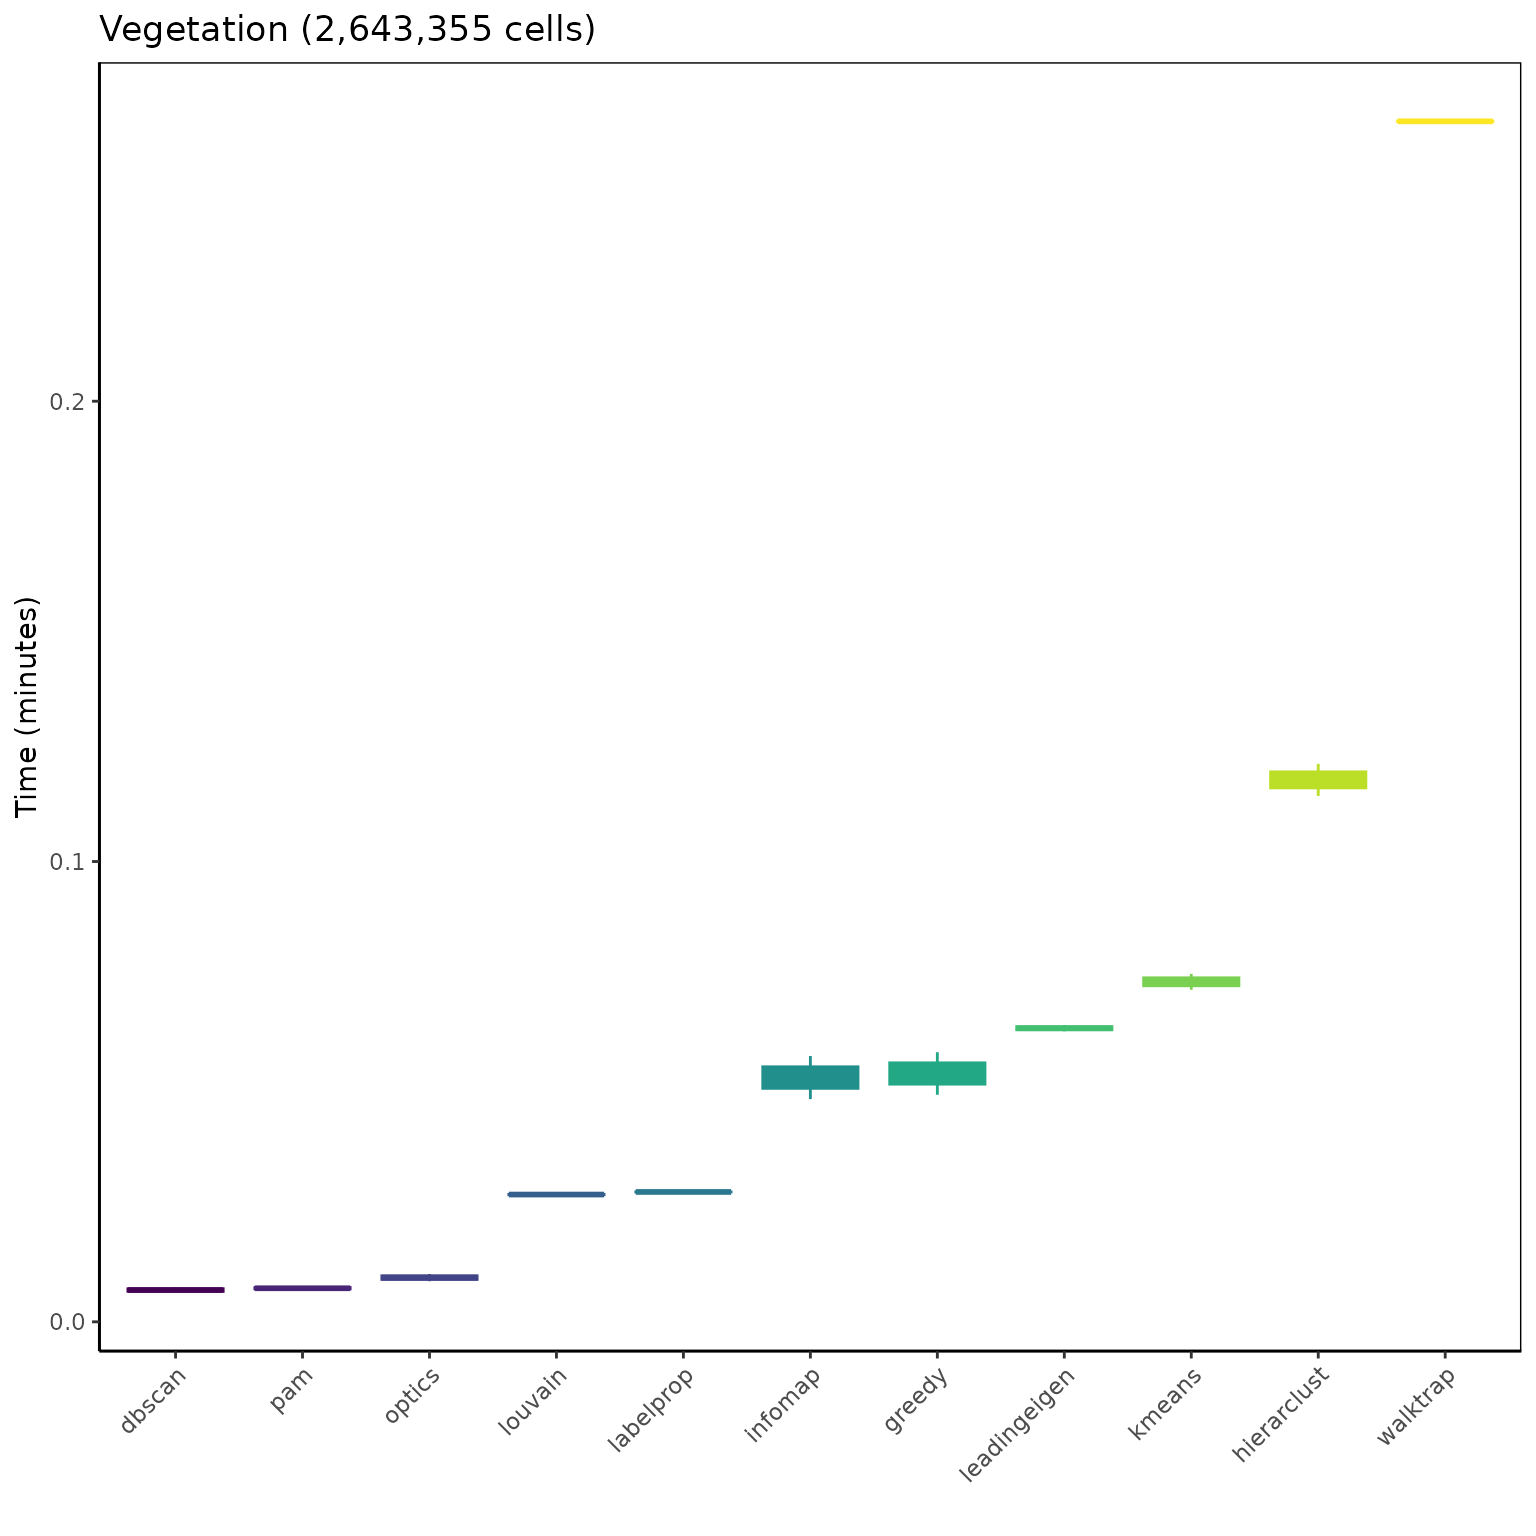 Vegetation (2,643,355 cells)
Time (minutes)
0.2
0.1
0.0
dbscan
pam
optics
louvain
labelprop
infomap
greedy
leadingeigen
kmeans
hierarclust
walktrap